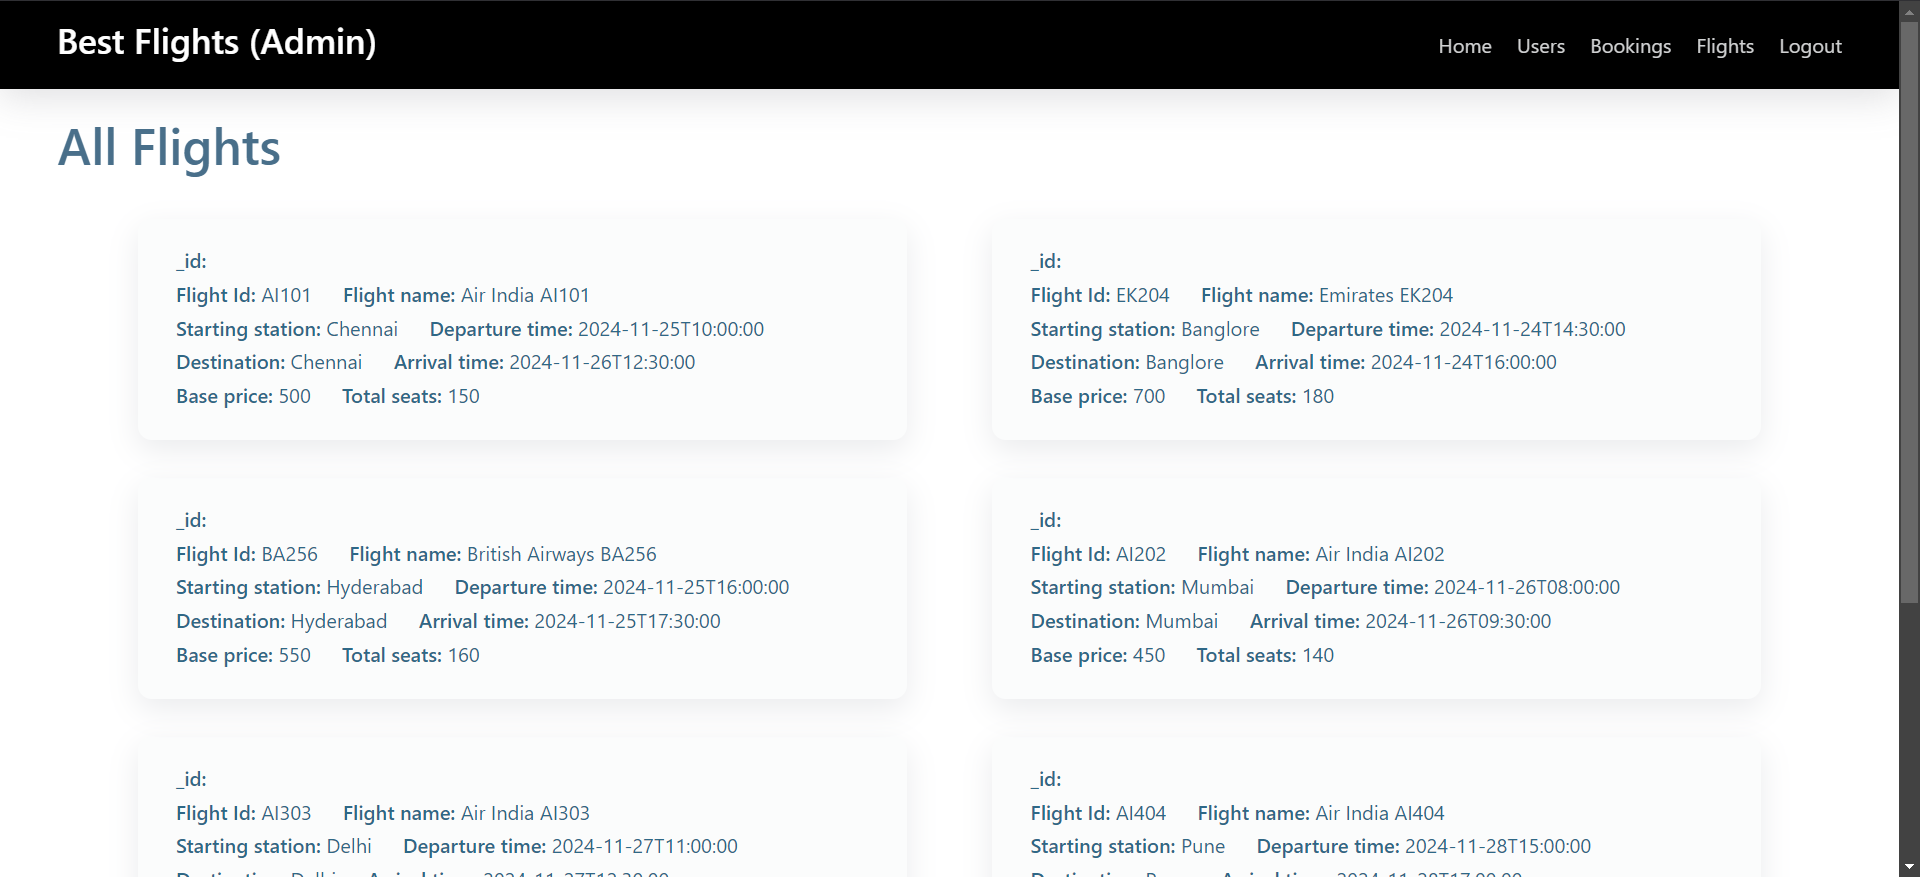 Best Flights (Admin)
Home Users Bookings Flights Logout
All Flights
_id:
Flight Id: AI101 Flight name: Air India AI101
Starting station: Chennai Departure time: 2024-11-25T10:00:00
Destination: Chennai Arrival time: 2024-11-26T12:30:00
Base price: 500 Total seats: 150
_id:
Flight Id: EK204 Flight name: Emirates EK204
Starting station: Banglore Departure time: 2024-11-24T14:30:00
Destination: Banglore Arrival time: 2024-11-24T16:00:00
Base price: 700 Total seats: 180
_id:
Flight Id: BA256 Flight name: British Airways BA256
Starting station: Hyderabad Departure time: 2024-11-25T16:00:00
Destination: Hyderabad Arrival time: 2024-11-25T17:30:00
Base price: 550 Total seats: 160
_id:
Flight Id: AI202 Flight name: Air India AI202
Starting station: Mumbai Departure time: 2024-11-26T08:00:00
Destination: Mumbai Arrival time: 2024-11-26T09:30:00
Base price: 450 Total seats: 140
_id:
Flight Id: AI303 Flight name: Air India AI303
Starting station: Delhi Departure time: 2024-11-27T11:00:00
_id:
Flight Id: AI404 Flight name: Air India AI404
Starting station: Pune Departure time: 2024-11-28T15:00:00